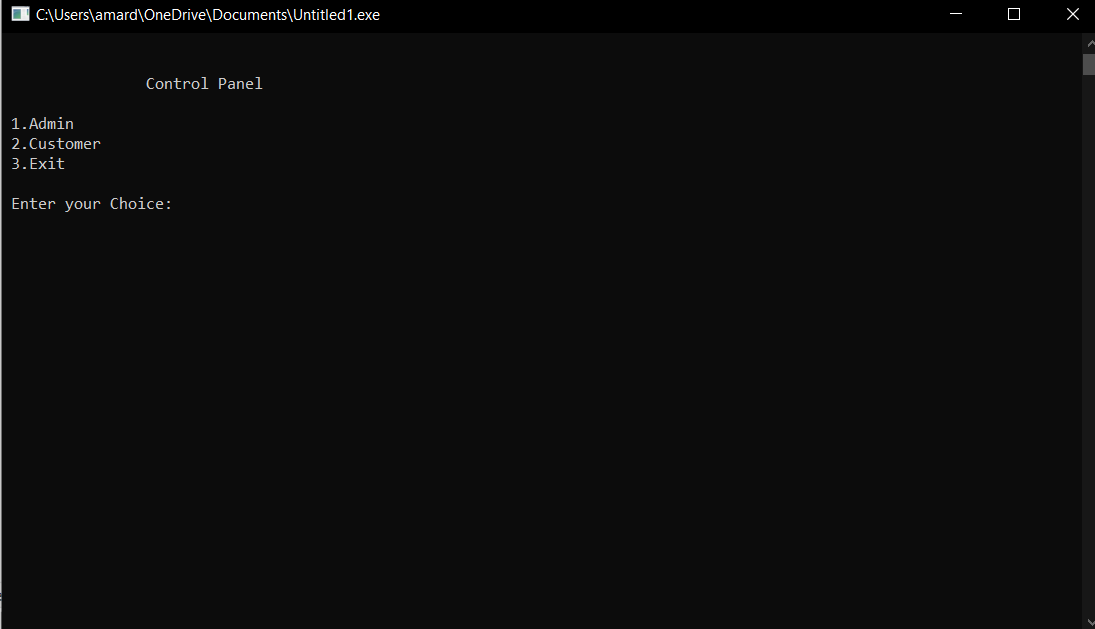 C:\Users\amard\OneDrive\Documents\Untitled1.exe
Control Panel
1.Admin
2.Customer
3.Exit
Enter your Choice: